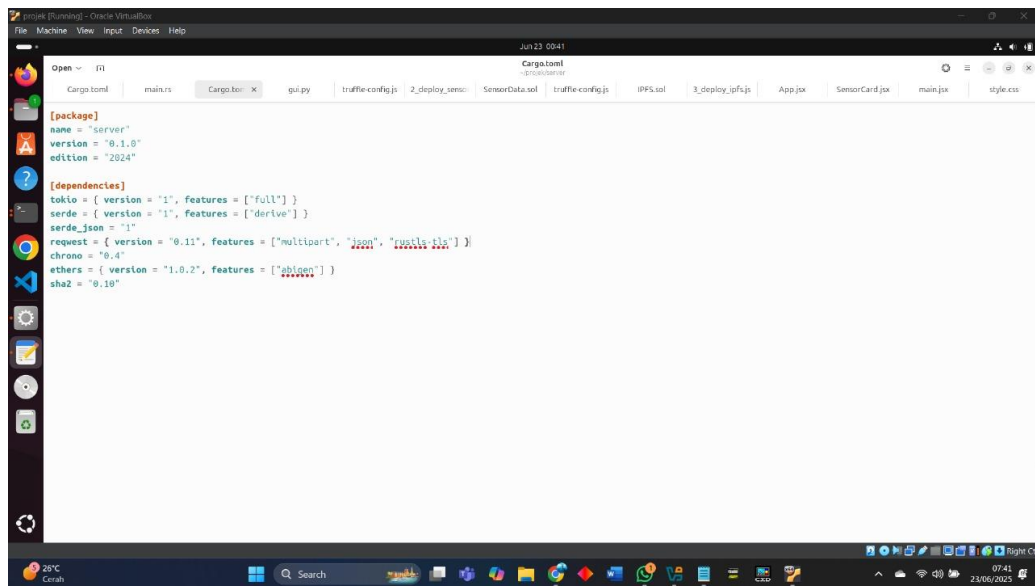 projek [Running] - Oracle VirtualBox
File Machine View Input Devices Help
Jun 23 00:41
Open
Cargo.toml
~/projek/server
Cargo.toml main.rs Cargo.tor gui.py truffle-config.js 2_deploy_senso SensorData.sol truffle-config.js IPFS.sol 3_deploy_ipfs.js App.jsx SensorCard.jsx main.jsx style.css
[package]
name = "server"
version = "0.1.0"
edition = "2024"
[dependencies]
tokio = { version = "1", features = ["full"] }
serde = { version = "1", features = ["derive"] }
serde_json = "1"
reqwest = { version = "0.11", features = ["multipart", "json", "rustls-tls"] }
chrono = "0.4"
ethers = { version = "1.0.2", features = ["abigen"] }
sha2 = "0.10"
Right Ct
26°C
Cerah
Search
07:41
23/06/2025